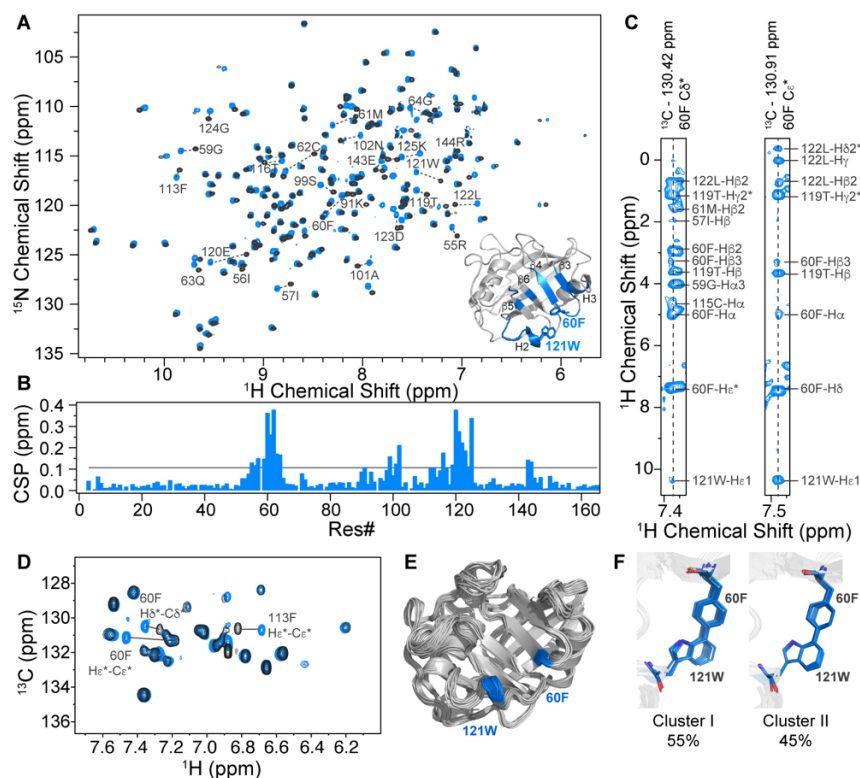 A
124G
59G
113F
116T
62C
99S
60F
91K
61M
102N
143E
64G
125K
121W
144R
119T
122L
123D
55R
120E
63Q
56I
57I
101A
β4
β3
β6
β5
H3
H2
60F
121W
110
115
120
125
130
135
15N Chemical Shift (ppm)
10
9
8
7
6
1H Chemical Shift (ppm)
B
0.4
0.3
0.2
0.1
0.0
CSP (ppm)
0
20
40
60
80
100
120
140
160
Res#
C
13C - 130.42 ppm
60F Cδ*
13C - 130.91 ppm
60F Cε*
0
2
4
6
8
10
1H Chemical Shift (ppm)
122L-Hβ2
119T-Hγ2*
61M-Hβ2
57I-Hβ
60F-Hβ2
60F-Hβ3
119T-Hβ
59G-Hα3
115C-Hα
60F-Hα
60F-Hε*
121W-Hε1
122L-Hδ2*
122L-Hγ
122L-Hβ2
119T-Hγ2*
60F-Hβ3
119T-Hβ
60F-Hα
60F-Hδ
121W-Hε1
7.4
7.5
1H Chemical Shift (ppm)
D
128
130
132
134
136
13C (ppm)
60F
Hδ*-Cδ*
60F
Hε*-Cε*
113F
Hε*-Cε*
7.6
7.4
7.2
7.0
6.8
6.6
6.4
6.2
1H (ppm)
E
60F
121W
F
60F
121W
Cluster I
55%
60F
121W
Cluster II
45%